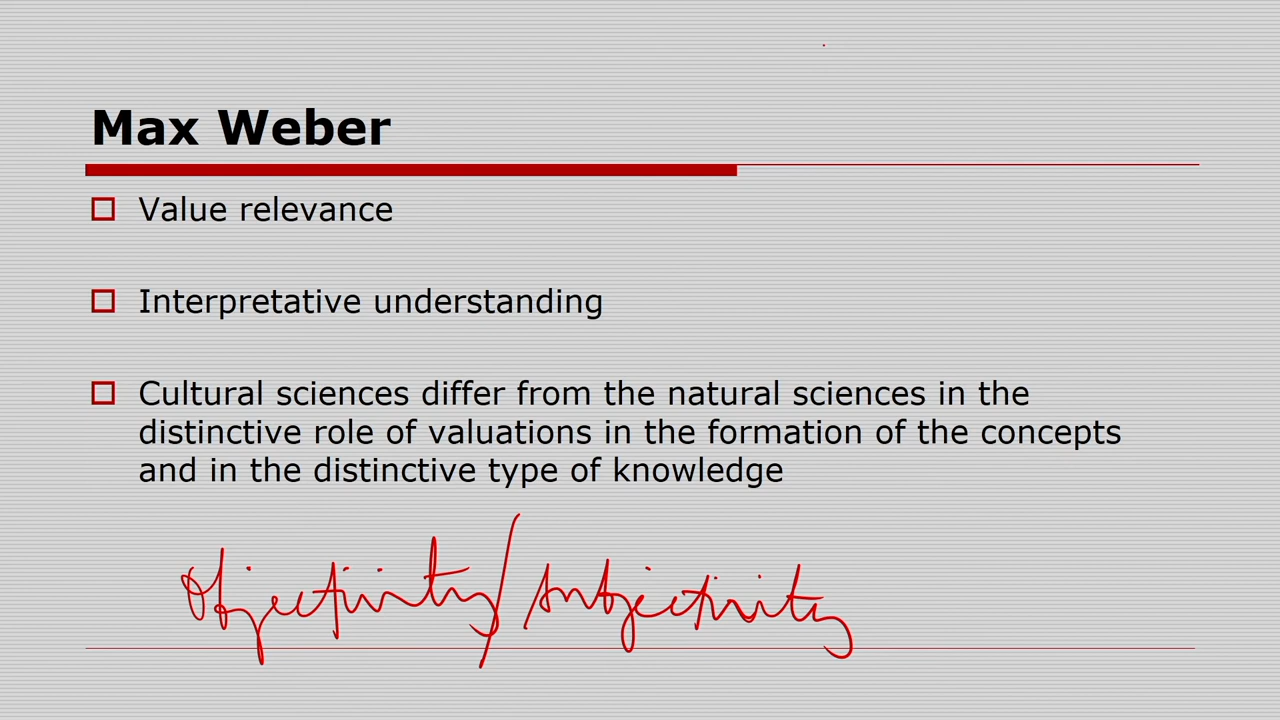 Max Weber
Value relevance
Interpretative understanding
Cultural sciences differ from the natural sciences in the
distinctive role of valuations in the formation of the concepts
and in the distinctive type of knowledge
Objectivity/subjectivity